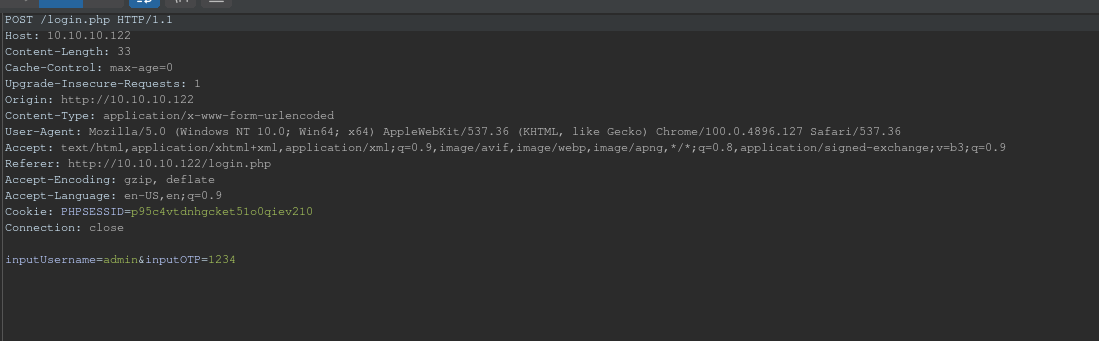 POST /login.php HTTP/1.1
Host: 10.10.10.122
Content-Length: 33
Cache-Control: max-age=0
Upgrade-Insecure-Requests: 1
Origin: http://10.10.10.122
Content-Type: application/x-www-form-urlencoded
User-Agent: Mozilla/5.0 (Windows NT 10.0; Win64; x64) AppleWebKit/537.36 (KHTML, like Gecko) Chrome/100.0.4896.127 Safari/537.36
Accept: text/html,application/xhtml+xml,application/xml;q=0.9,image/avif,image/webp,image/apng,*/*;q=0.8,application/signed-exchange;v=b3;q=0.9
Referer: http://10.10.10.122/login.php
Accept-Encoding: gzip, deflate
Accept-Language: en-US,en;q=0.9
Cookie: PHPSESSID=p95c4vtdnhgcket51o0qiev210
Connection: close
inputUsername=admin&inputOTP=1234